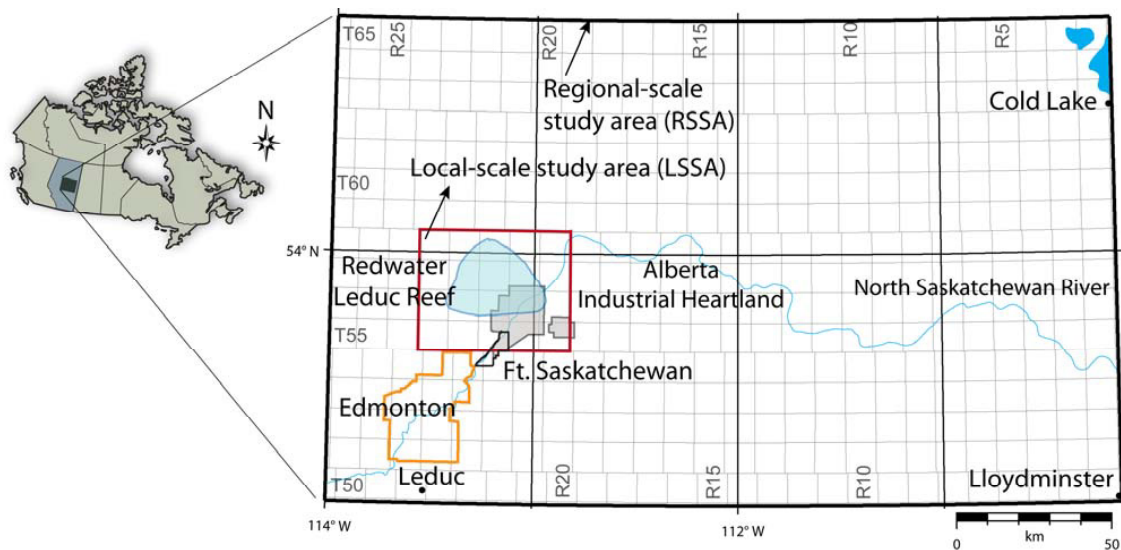 T65
R25
R20
R15
R10
R5
N
Regional-scale
study area (RSSA)
Cold Lake
Local-scale study area (LSSA)
T60
54° N
Redwater
Leduc Reef
Alberta
Industrial Heartland
North Saskatchewan River
T55
Ft. Saskatchewan
Edmonton
T50
Leduc
R20
R15
R10
Lloydminster
114° W
112° W
0
km
50